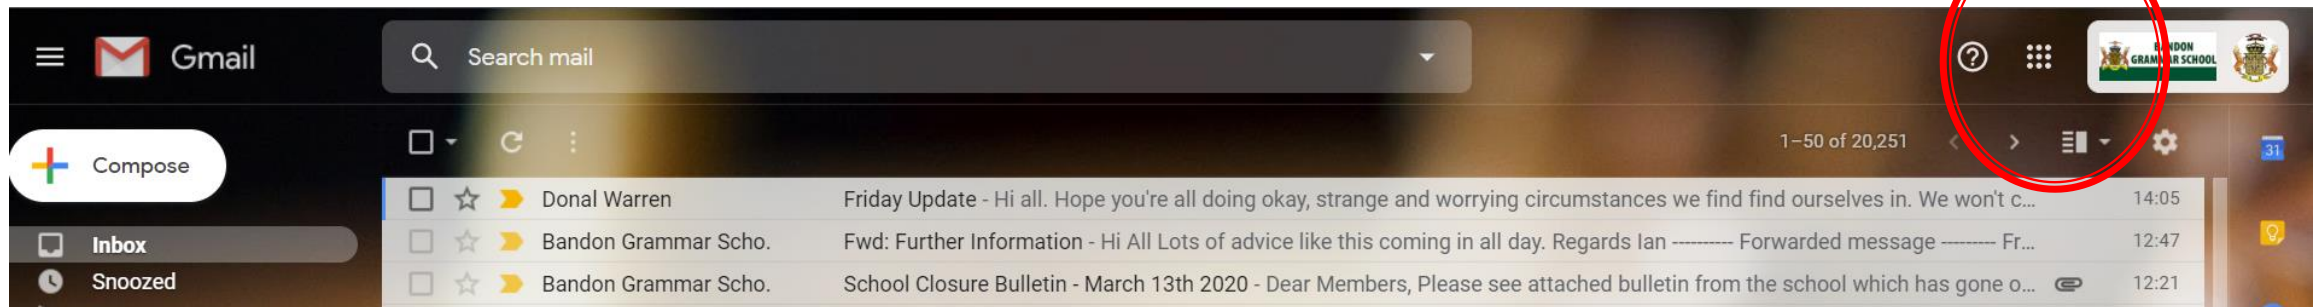 Gmail
Search mail
BANDON
GRAMMAR SCHOOL
Compose
1–50 of 20,251
31
Donal Warren Friday Update - Hi all. Hope you're all doing okay, strange and worrying circumstances we find find ourselves in. We won't c... 14:05
Inbox
Bandon Grammar Scho. Fwd: Further Information - Hi All Lots of advice like this coming in all day. Regards Ian ---------- Forwarded message --------- Fr... 12:47
Snoozed
Bandon Grammar Scho. School Closure Bulletin - March 13th 2020 - Dear Members, Please see attached bulletin from the school which has gone o... 12:21